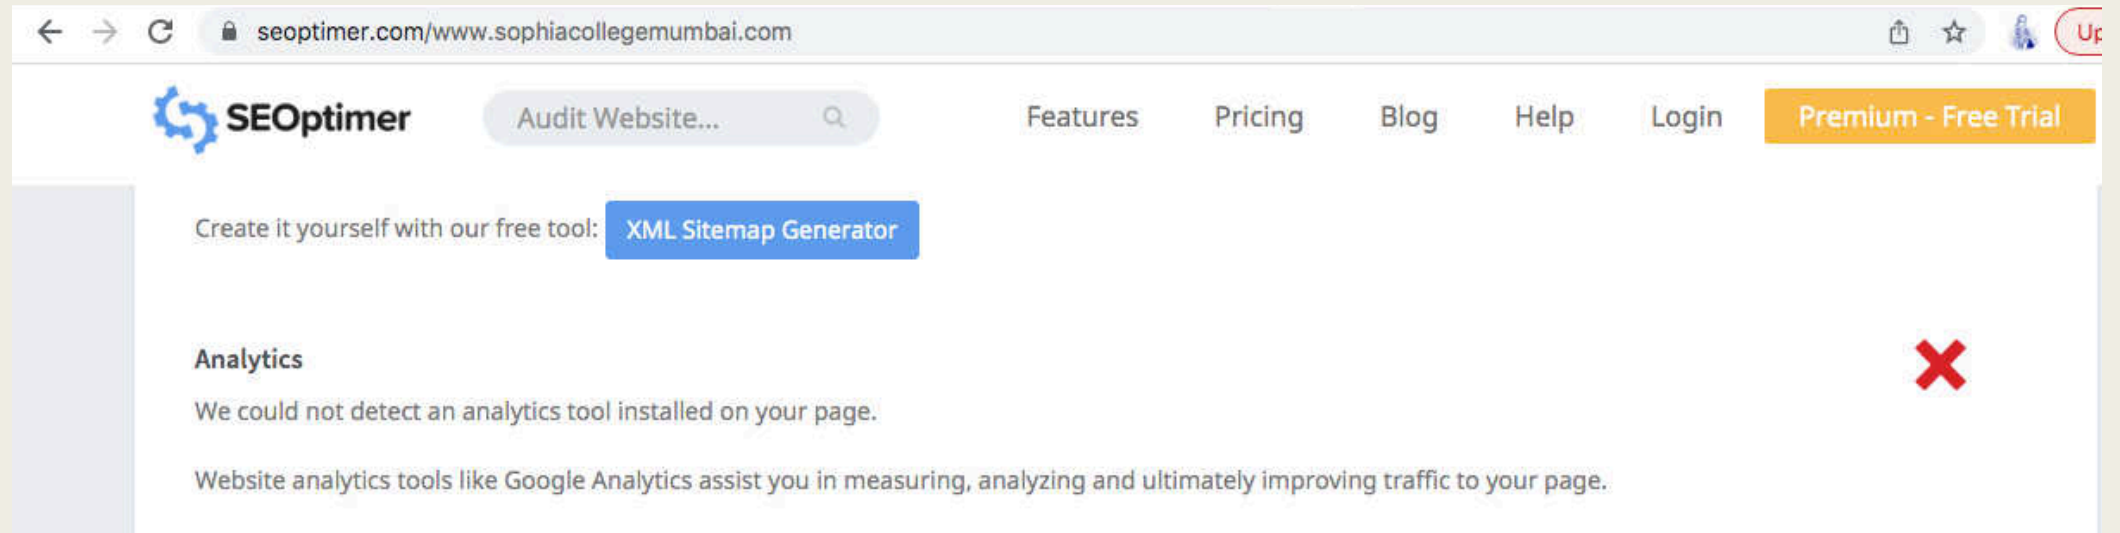 seoptimer.com/www.sophiacollegemumbai.com
SEOptimer Audit Website... Features Pricing Blog Help Login Premium - Free Trial
Create it yourself with our free tool: XML Sitemap Generator
Analytics
We could not detect an analytics tool installed on your page.
Website analytics tools like Google Analytics assist you in measuring, analyzing and ultimately improving traffic to your page.